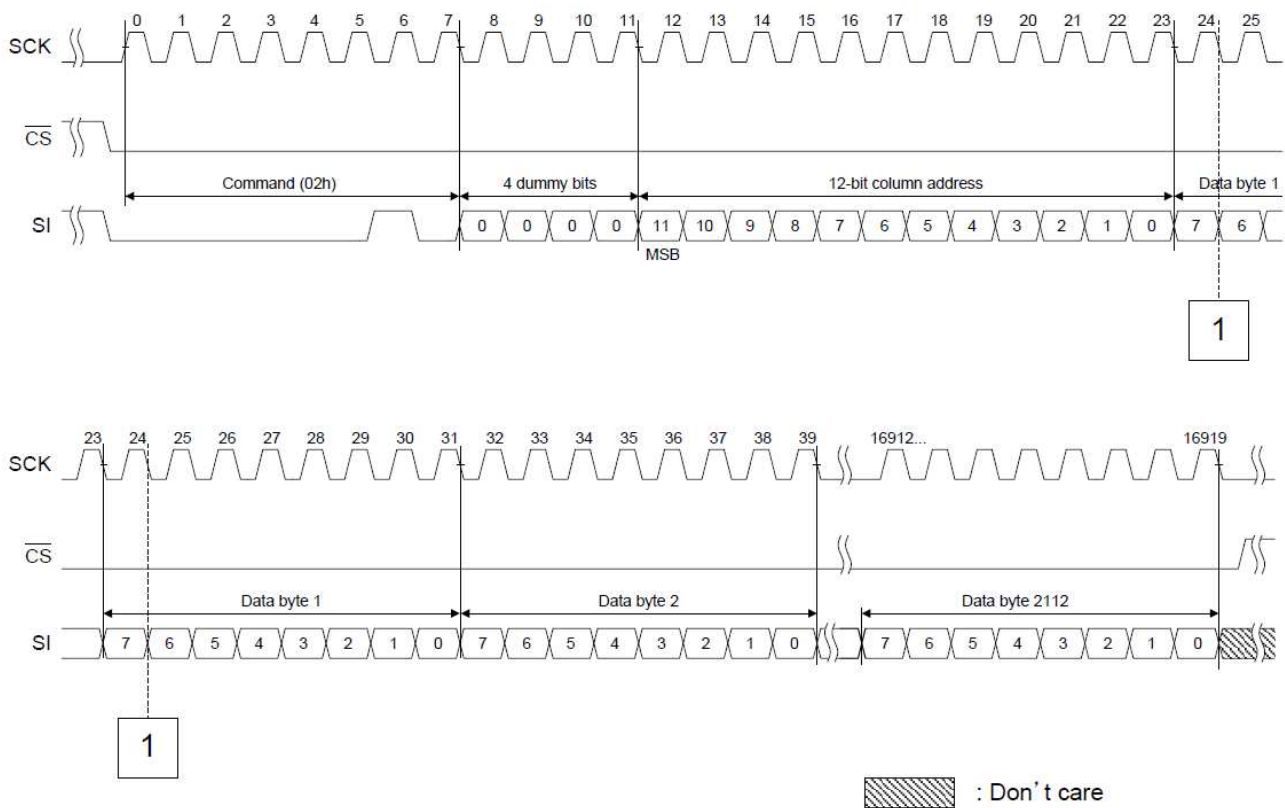 0 1 2 3 4 5 6 7 8 9 10 11 12 13 14 15 16 17 18 19 20 21 22 23 24 25
SCK
CS
Command (02h) 4 dummy bits 12-bit column address Data byte 1
SI 0 0 0 0 11 10 9 8 7 6 5 4 3 2 1 0 7 6
MSB
1
23 24 25 26 27 28 29 30 31 32 33 34 35 36 37 38 39 16912... 16919
SCK
CS
Data byte 1 Data byte 2 Data byte 2112
SI 7 6 5 4 3 2 1 0 7 6 5 4 3 2 1 0 7 6 5 4 3 2 1 0
1
: Don't care